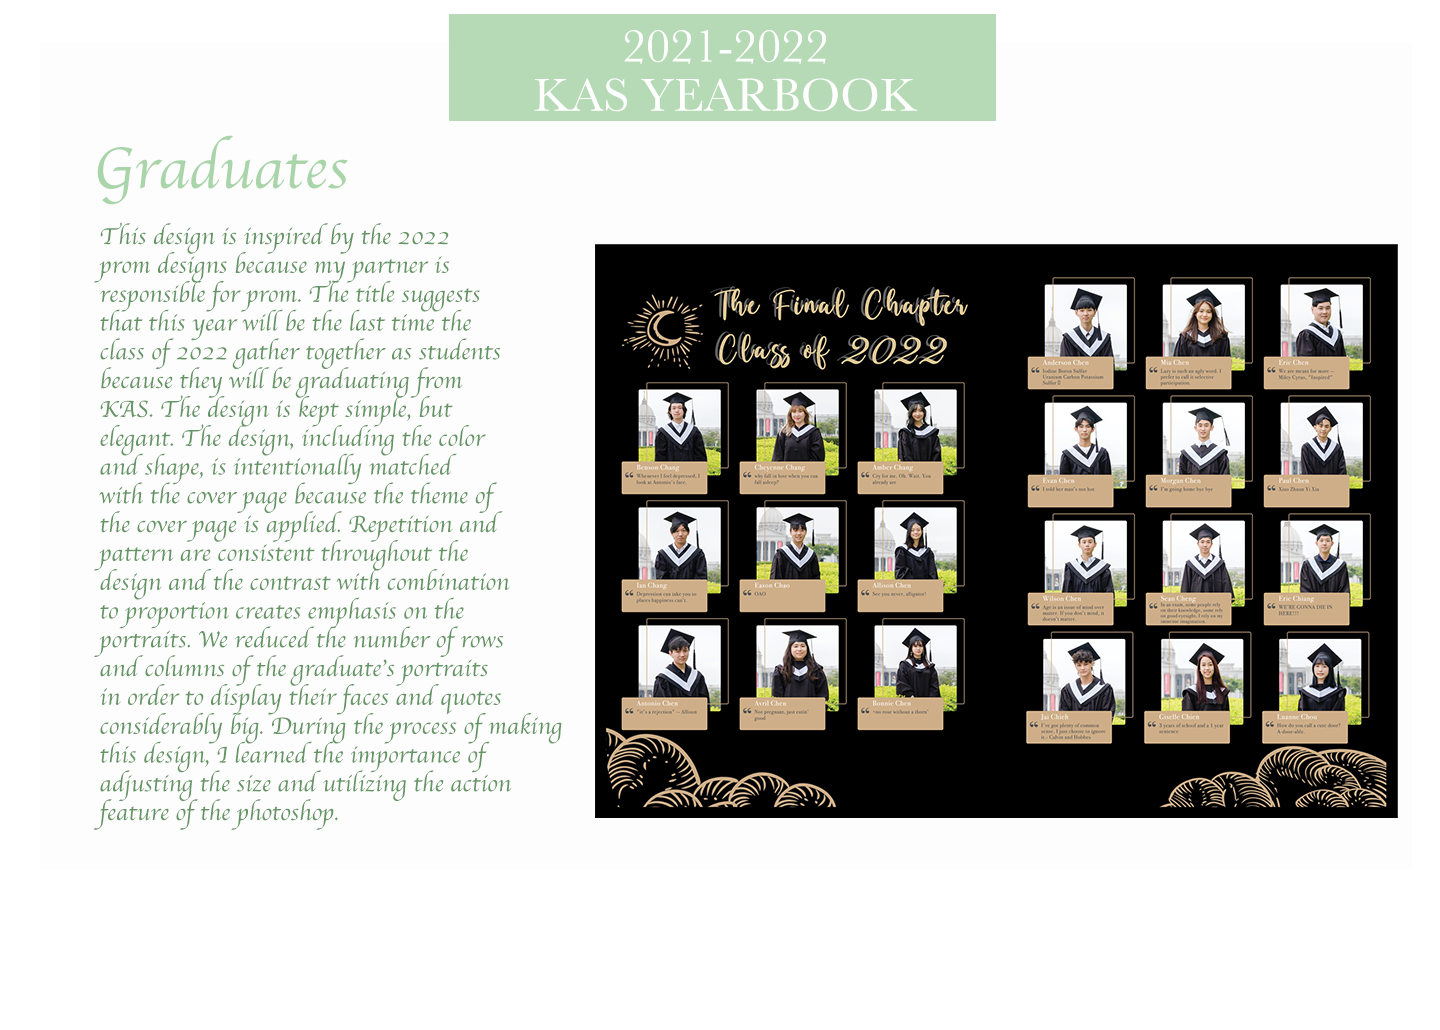 2021-2022
KAS YEARBOOK
Graduates
This design is inspired by the 2022
prom designs because my partner is
responsible for prom. The title suggests
that this year will be the last time the
class of 2022 gather together as students
because they will be graduating from
KAS. The design is kept simple, but
elegant. The design, including the color
and shape, is intentionally matched
with the cover page because the theme of
the cover page is applied. Repetition and
pattern are consistent throughout the
design and the contrast with combination
to proportion creates emphasis on the
portraits. We reduced the number of rows
and columns of the graduate's portraits
in order to display their faces and quotes
considerably big. During the process of making
this design, I learned the importance of
adjusting the size and utilizing the action
feature of the photoshop.
The Final Chapter
Class of 2022
Benson Chang
Whenever I feel depressed, I
look at Antonio's face.
Cheyenne Chang
why fall in love when you can
fall asleep?
Amber Chang
Cry for me, Oh. Wait. You
already are
Ian Chang
Depression can take you to
places happiness can't.
Eason Chao
OAO
Allison Chen
See you never, alligator!
Antonio Chen
"it's a rejection" – Allison
Avril Chen
Not pregnant, just eatin'
good
Bonnie Chen
~no rose without a thorn~
Anderson Chen
Iodine Boron Sulfur
Uranium Carbon Potassium
Sulfur
Mia Chen
Lazy is such an ugly word. I
prefer to call it selective
participation
Eric Chen
We are meant for more —
Miley Cyrus, "Inspired"
Evan Chen
I told her mat's not hot
Morgan Chen
I'm going home bye bye
Paul Chen
Xiao Zhuan Yi Xia
Wilson Chen
Age is an issue of mind over
matter. If you don't mind, it
doesn't matter.
Sean Cheng
In an exam, some people rely
on their knowledge, some rely
on good eyesight, I rely on my
immense imagination.
Eric Chiang
WE'RE GONNA DIE IN
HERE!!!
Jai Chieh
I've got plenty of common
sense. I just choose to ignore
it. - Calvin and Hobbes
Giselle Chien
3 years of school and a 1 year
sentence
Luanne Chou
How do you call a cute door?
A-door-able.